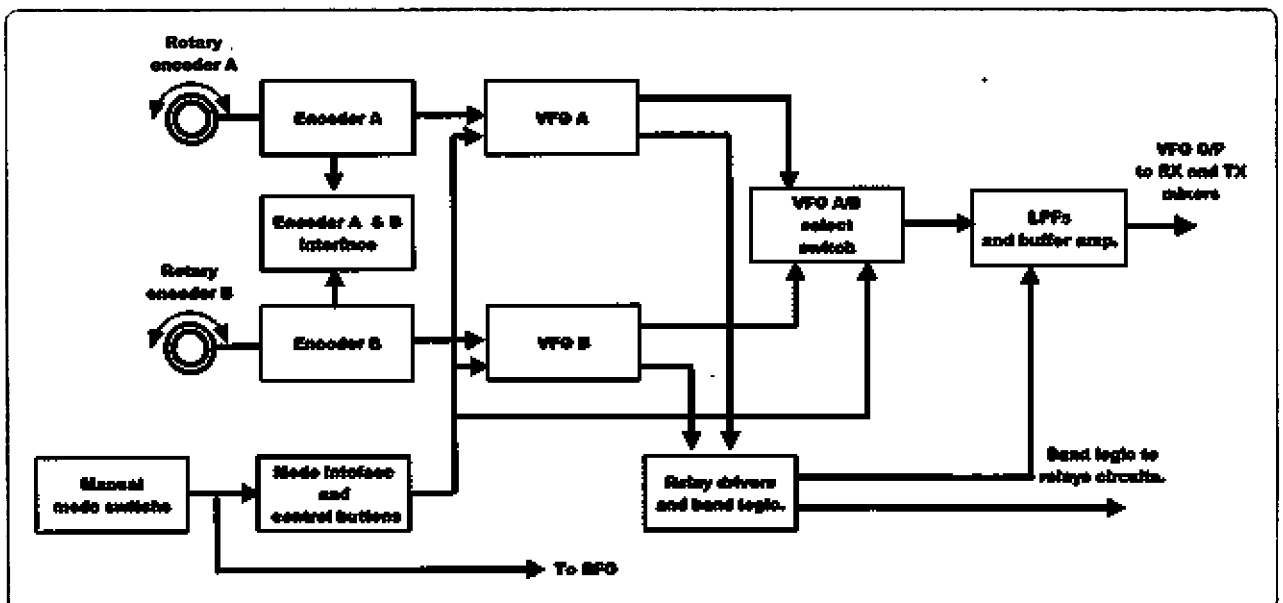 Rotary
encoder A
Encoder A
VFO A
VFO O/P
to RX and TX
mixers
Encoder A & B
Interface
VFO A/B
select
switch
LPFs
and buffer amp.
Rotary
encoder B
Encoder B
VFO B
Manual
mode switchs
Mode Intofaec
and
control buttons
Relay drivers
and band logic.
Band logic to
relays circuits.
To BFO